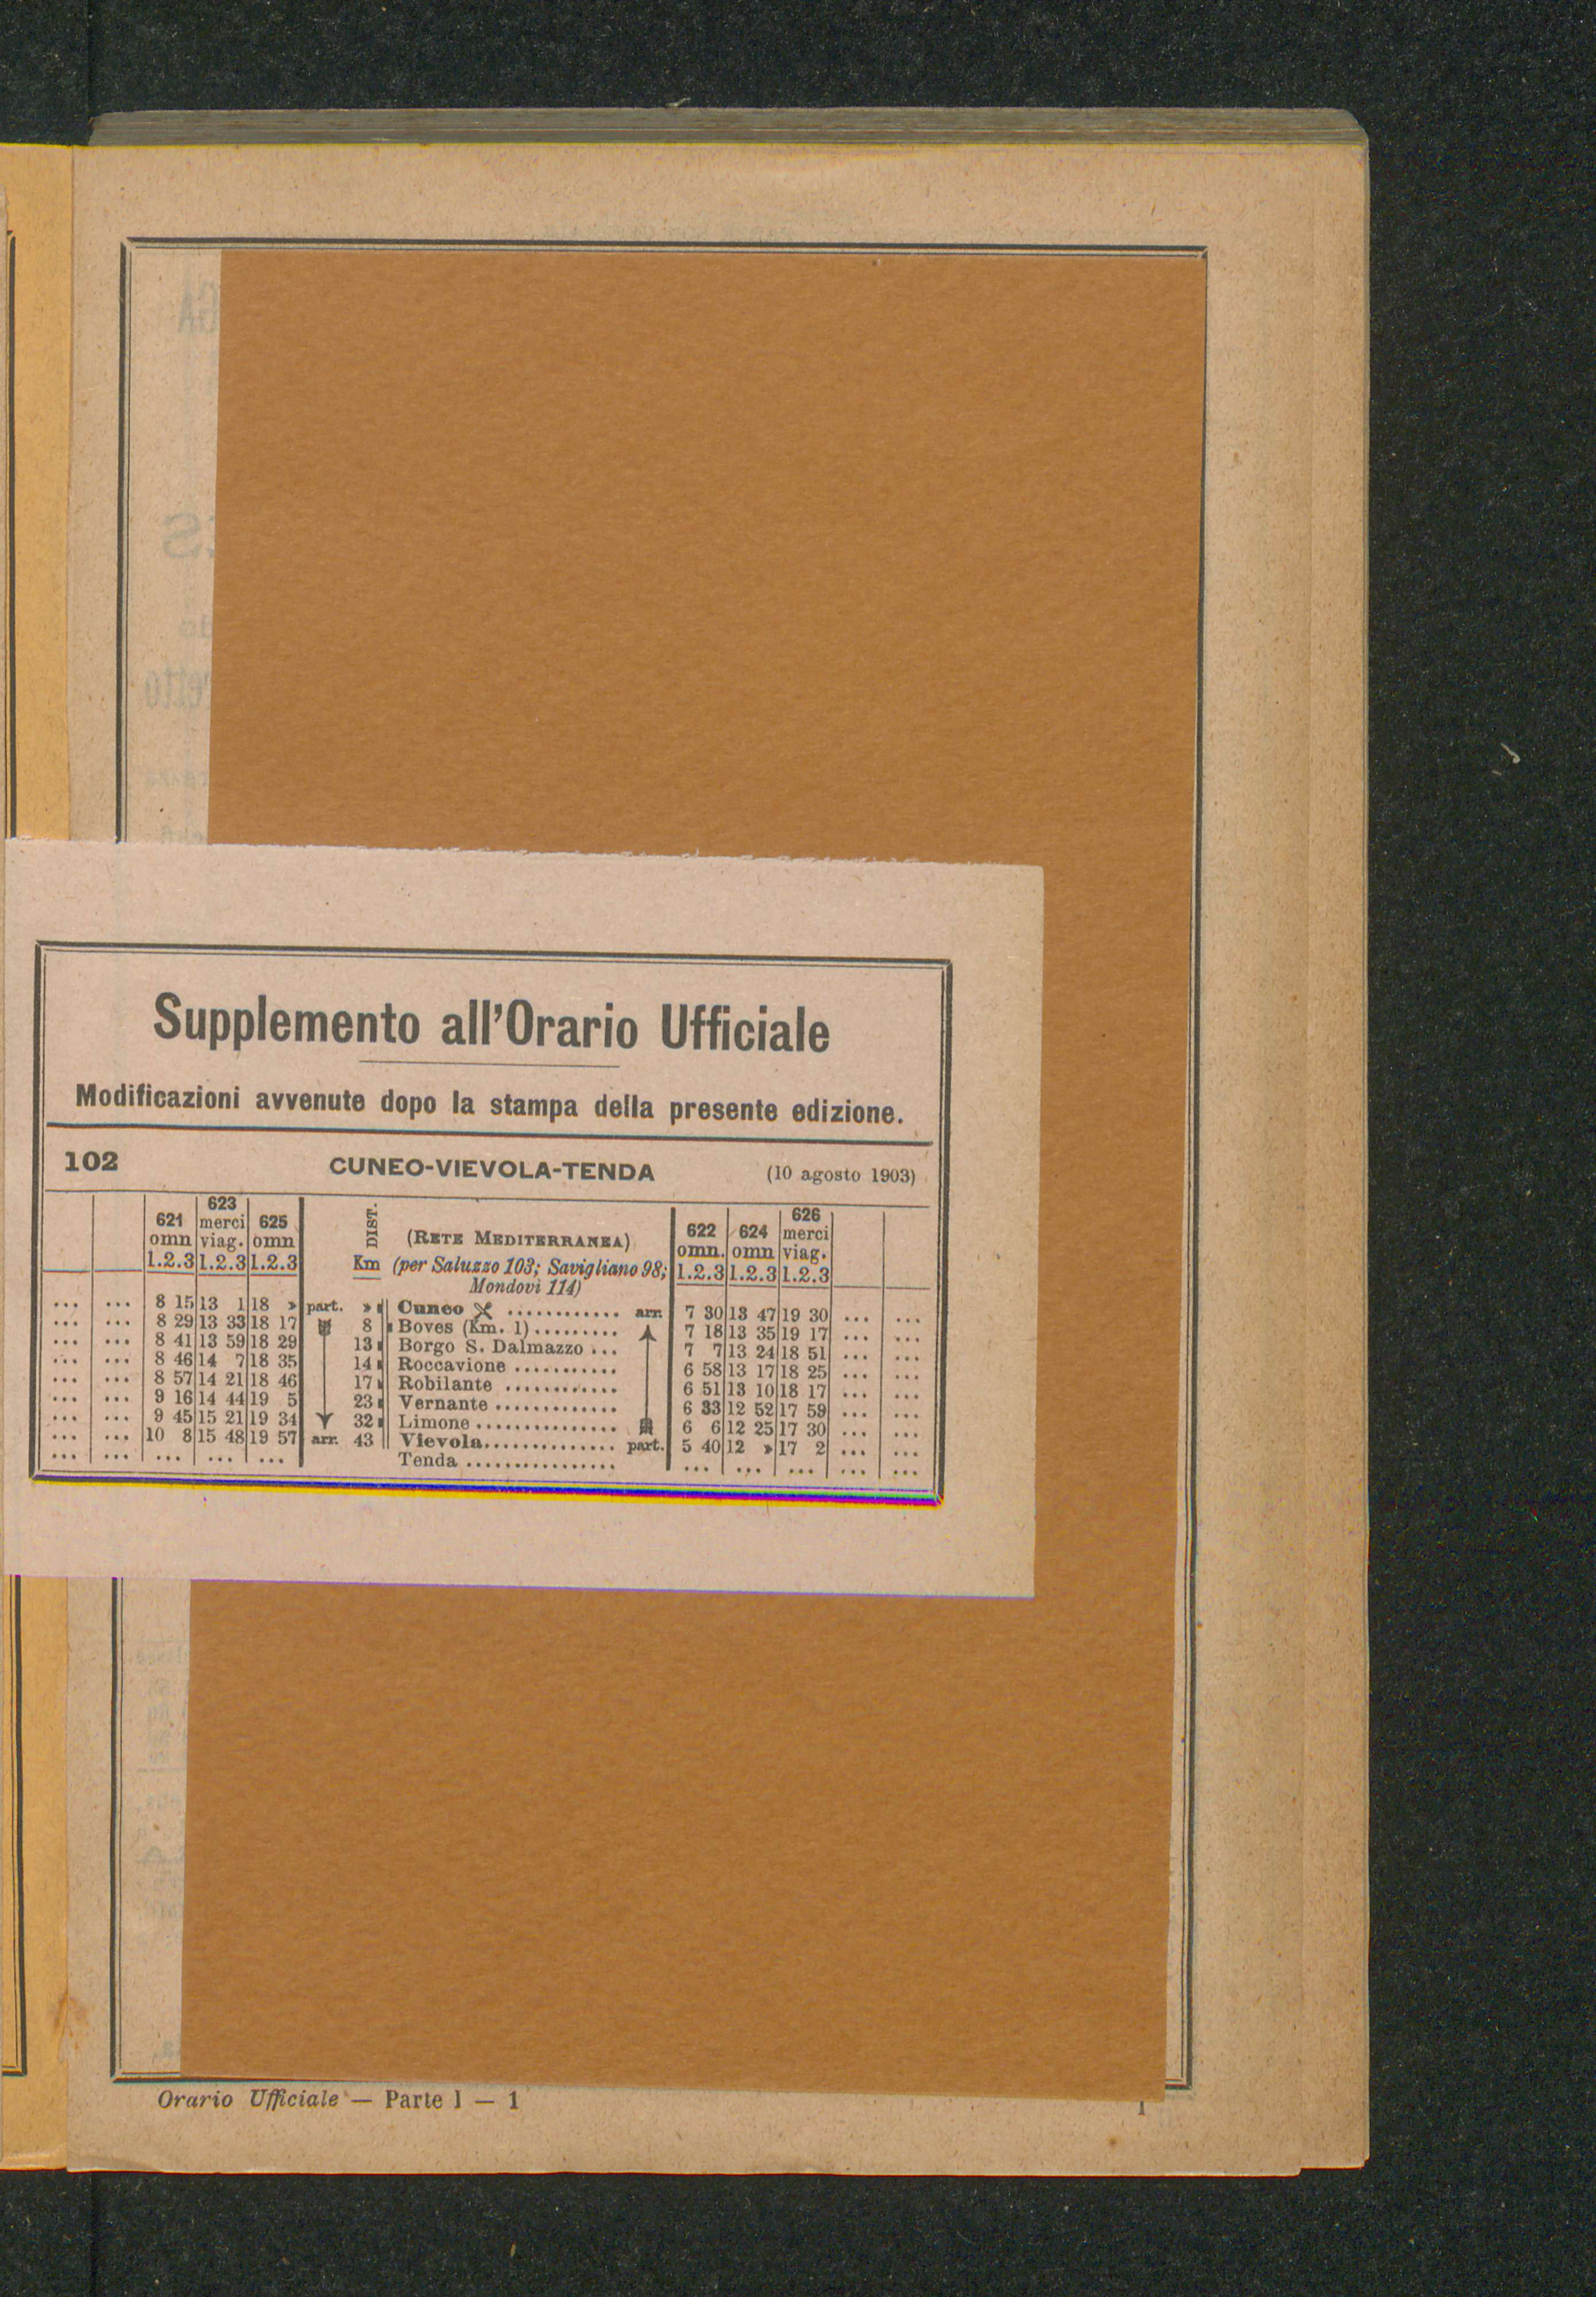 Supplemento all'Orario Ufficiale
Modificazioni avvenute dopo la stampa della presente edizione.
102 CUNEO-VIEVOLA-TENDA (10 agosto 1903)
621 omn 1.2.3 | 623 merci viag. 1.2.3 | 625 omn 1.2.3 | DIST. Km | (RETE MEDITERRANEA) | 622 omn. 1.2.3 | 624 omn 1.2.3 | 626 merci viag. 1.2.3
(per Saluzzo 103; Savigliano 98;
Mondovì 114)
... ... 8 15 13 1 18 » part. » Cuneo ............ arr. 7 30 13 47 19 30 ... ...
... ... 8 29 13 33 18 17 8 Boves (Km. 1)......... 7 18 13 35 19 17 ... ...
... ... 8 41 13 59 18 29 13 Borgo S. Dalmazzo ... 7 7 13 24 18 51 ... ...
... ... 8 46 14 7 18 35 14 Roccavione ........... 6 58 13 17 18 25 ... ...
... ... 8 57 14 21 18 46 17 Robilante ............ 6 51 13 10 18 17 ... ...
... ... 9 16 14 44 19 5 23 Vernante ............. 6 33 12 52 17 59 ... ...
... ... 9 45 15 21 19 34 32 Limone ............... 6 6 12 25 17 30 ... ...
... ... 10 8 15 48 19 57 arr. 43 Vievola.............. part. 5 40 12 » 17 2 ... ...
... ... ... ... ... Tenda ................ ... ... ... ... ...
Orario Ufficiale — Parte 1 — 1
1